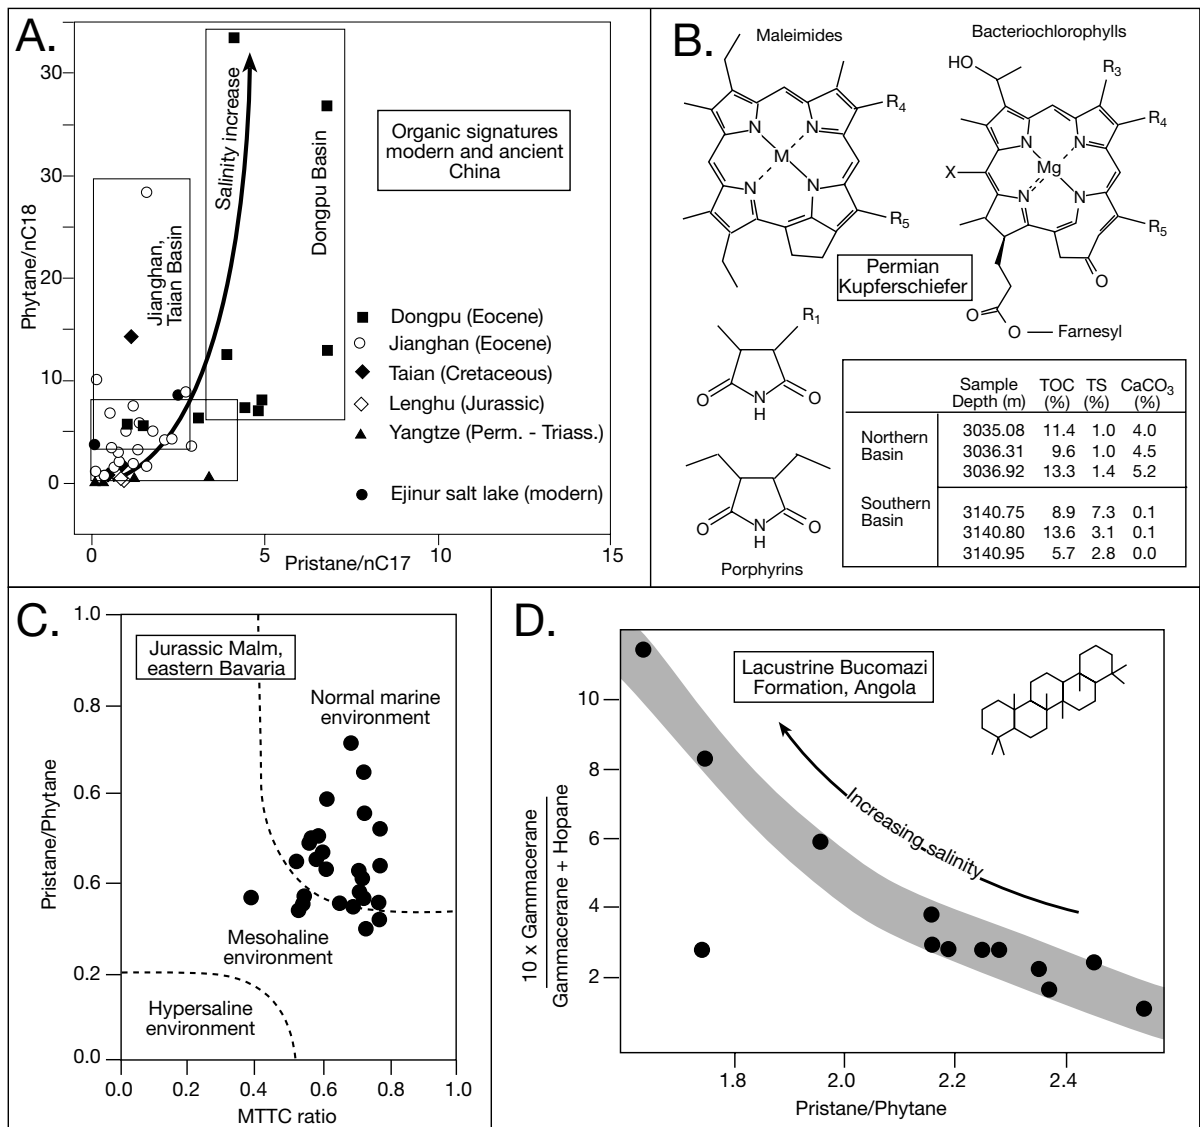 A.
Phytane/nC18
30
30
20
10
0
0
5
10
15
Pristane/nC17
Salinity increase
Dongpu Basin
Jianghan,
Taian Basin
Organic signatures
modern and ancient
China
Dongpu (Eocene)
Jianghan (Eocene)
Taian (Cretaceous)
Lenghu (Jurassic)
Yangtze (Perm. - Triass.)
Ejinur salt lake (modern)
B.
Maleimides
Bacteriochlorophylls
R4
R5
N
N
M
N
N
HO
R3
R4
X
N
N
Mg
N
N
R5
O
O
O
Farnesyl
Permian
Kupferschiefer
R1
O
N
H
O
O
N
H
O
Porphyrins
Sample TOC TS CaCO3
Depth (m) (%) (%) (%)
Northern
Basin
3035.08 11.4 1.0 4.0
3036.31 9.6 1.0 4.5
3036.92 13.3 1.4 5.2
Southern
Basin
3140.75 8.9 7.3 0.1
3140.80 13.6 3.1 0.1
3140.95 5.7 2.8 0.0
C.
Jurassic Malm,
eastern Bavaria
Normal marine
environment
Mesohaline
environment
Hypersaline
environment
Pristane/Phytane
1.0
0.8
0.6
0.6
0.2
0.0
0.0
0.2
0.4
0.6
0.8
1.0
MTTC ratio
D.
Lacustrine Bucomazi
Formation, Angola
Increasing salinity
10 x Gammacerane
Gammacerane + Hopane
10
8
6
4
2
1.8
2.0
2.2
2.4
Pristane/Phytane